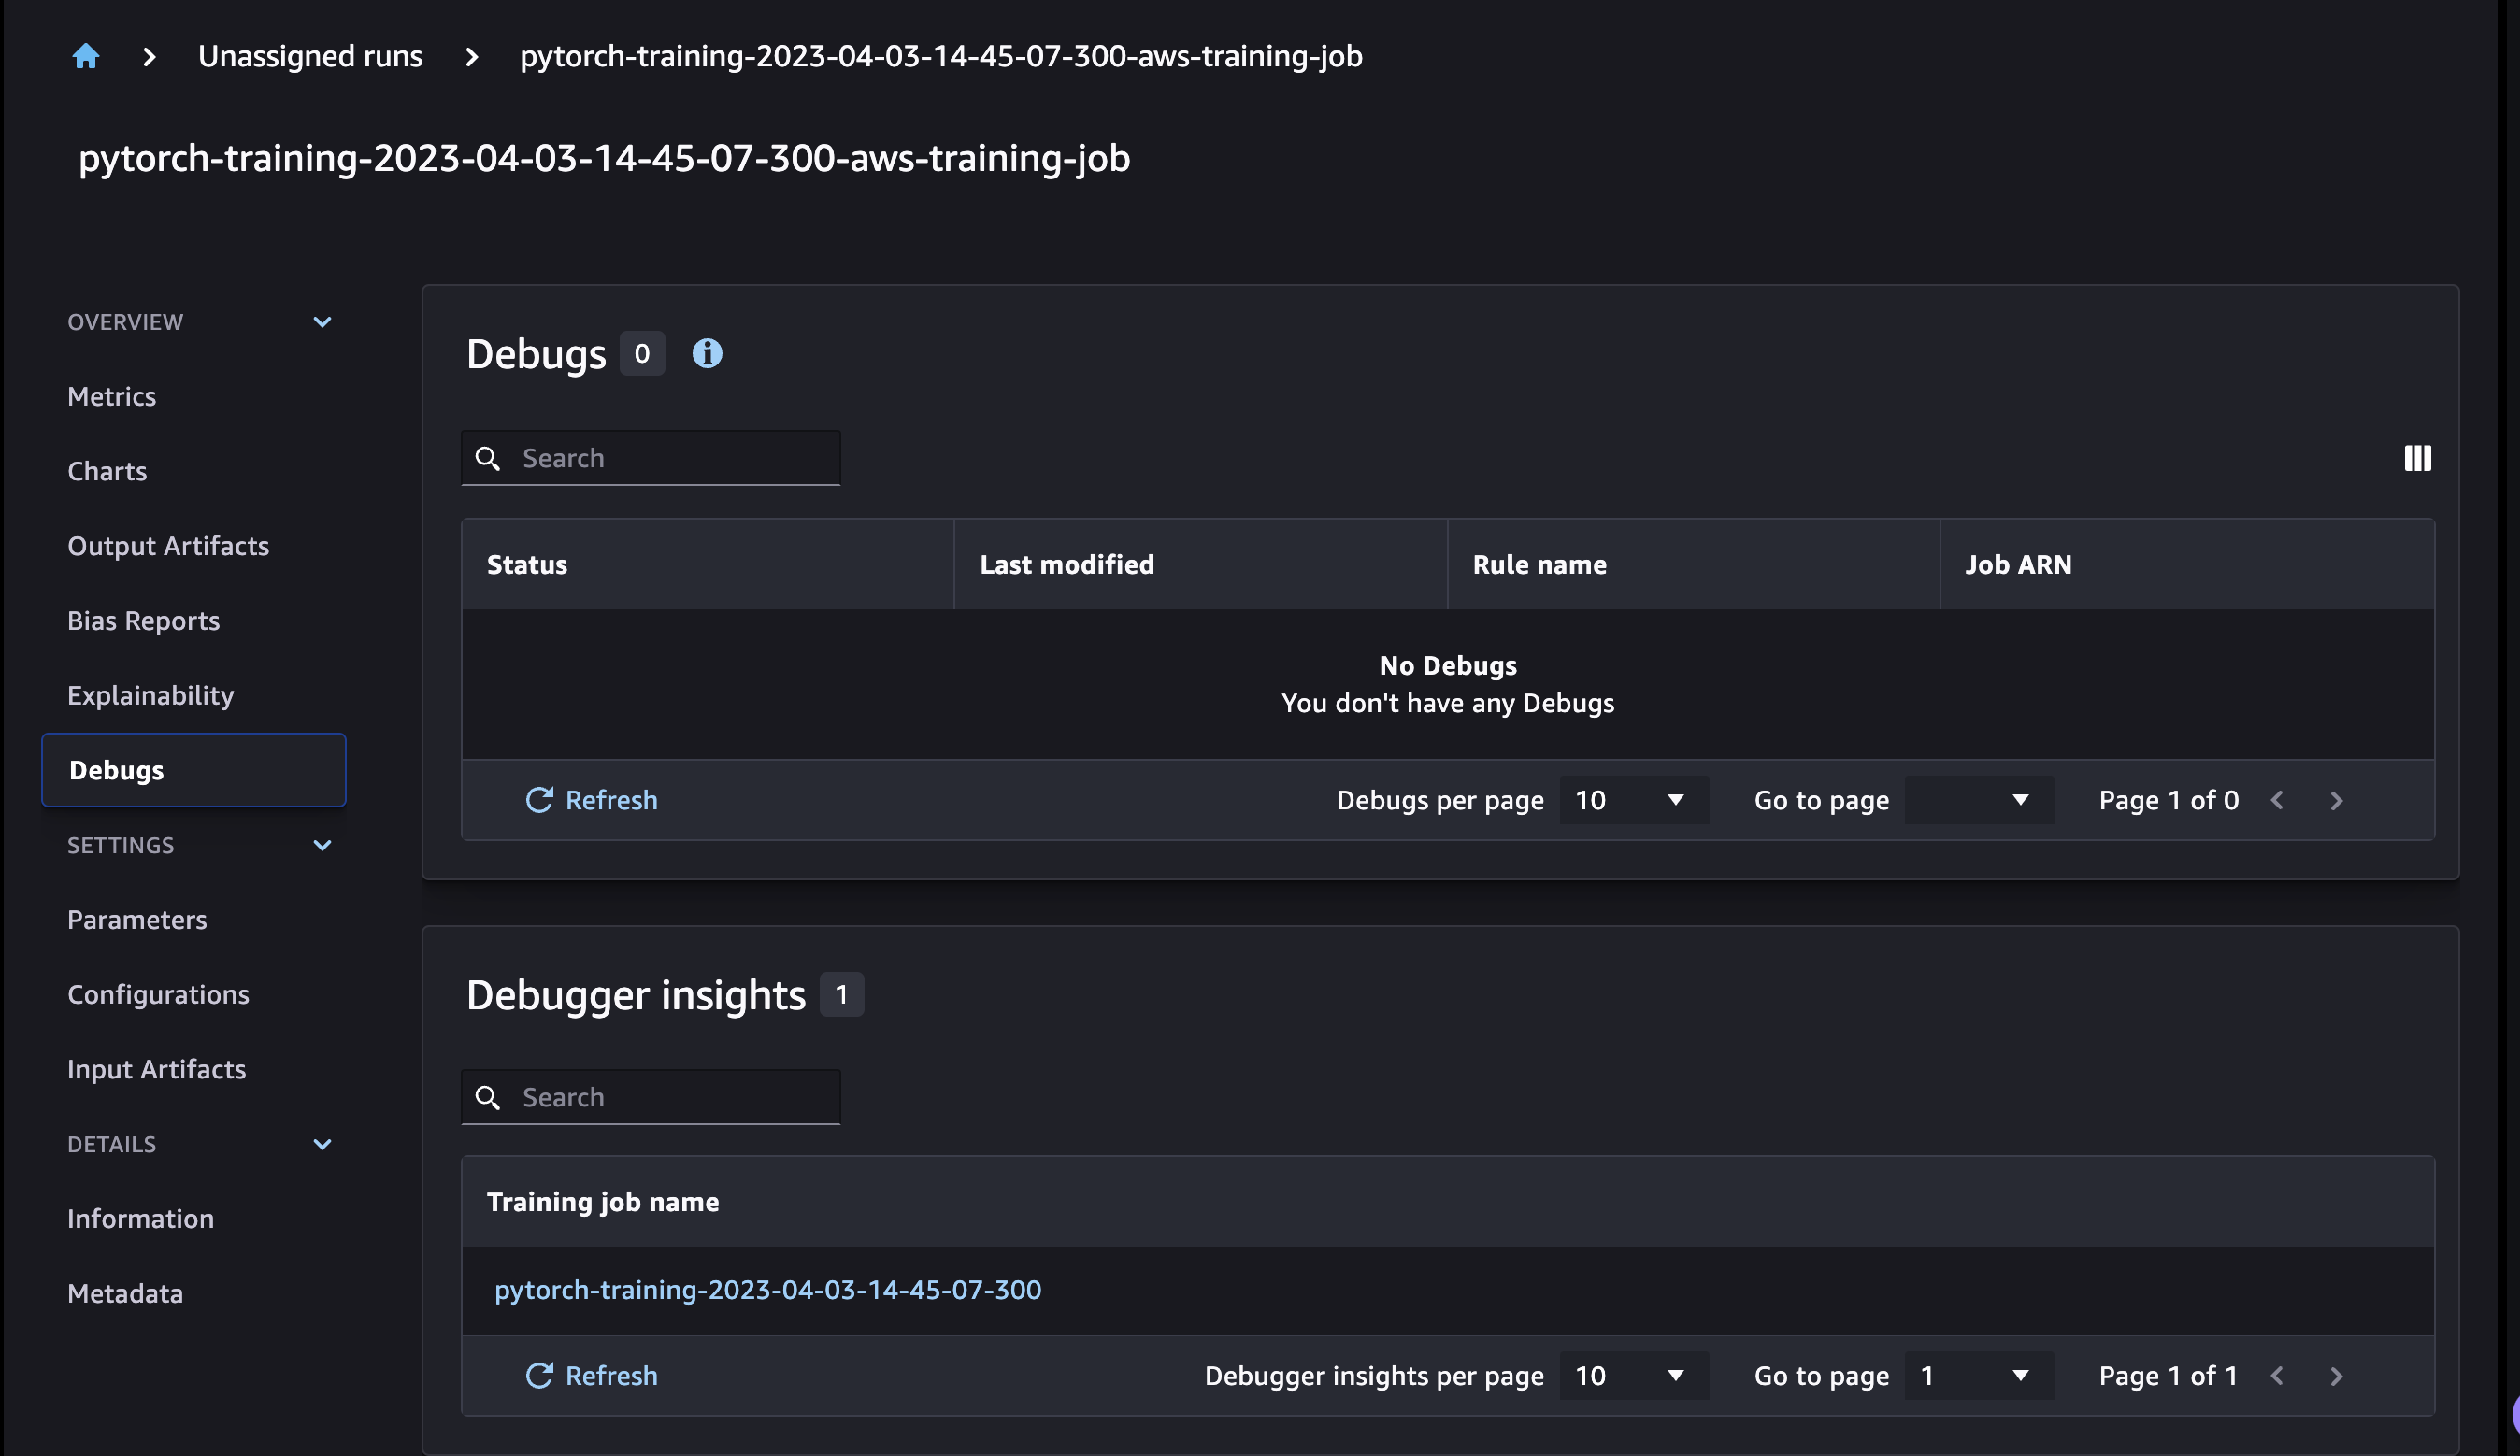 Unassigned runs
pytorch-training-2023-04-03-14-45-07-300-aws-training-job
pytorch-training-2023-04-03-14-45-07-300-aws-training-job
OVERVIEW
Metrics
Charts
Output Artifacts
Bias Reports
Explainability
Debugs
SETTINGS
Parameters
Configurations
Input Artifacts
DETAILS
Information
Metadata
Debugs 0
Search
Status Last modified Rule name Job ARN
No Debugs
You don't have any Debugs
Refresh Debugs per page 10 Go to page Page 1 of 0
Debugger insights 1
Search
Training job name
pytorch-training-2023-04-03-14-45-07-300
Refresh Debugger insights per page 10 Go to page 1 Page 1 of 1